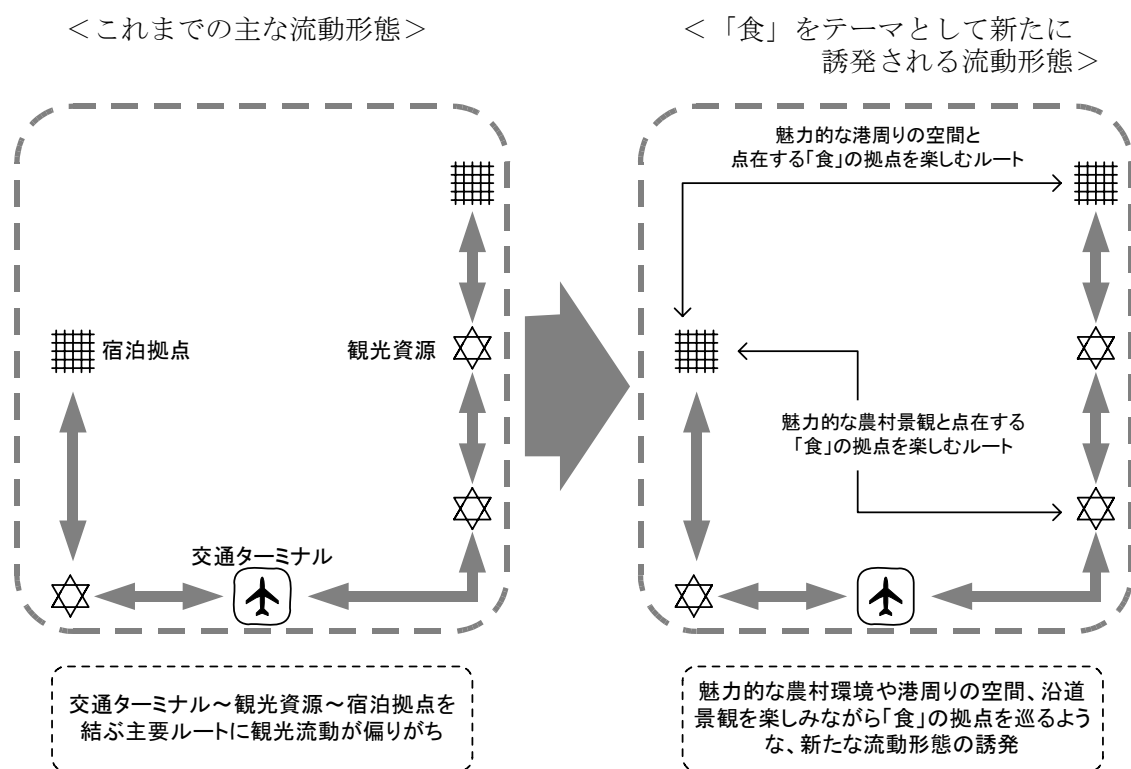 ＜これまでの主な流動形態＞
宿泊拠点
観光資源
交通ターミナル
交通ターミナル～観光資源～宿泊拠点を
結ぶ主要ルートに観光流動が偏りがち
＜「食」をテーマとして新たに
誘発される流動形態＞
魅力的な港周りの空間と
点在する「食」の拠点を楽しむルート
魅力的な農村景観と点在する
「食」の拠点を楽しむルート
魅力的な農村環境や港周りの空間、沿道
景観を楽しみながら「食」の拠点を巡るよう
な、新たな流動形態の誘発